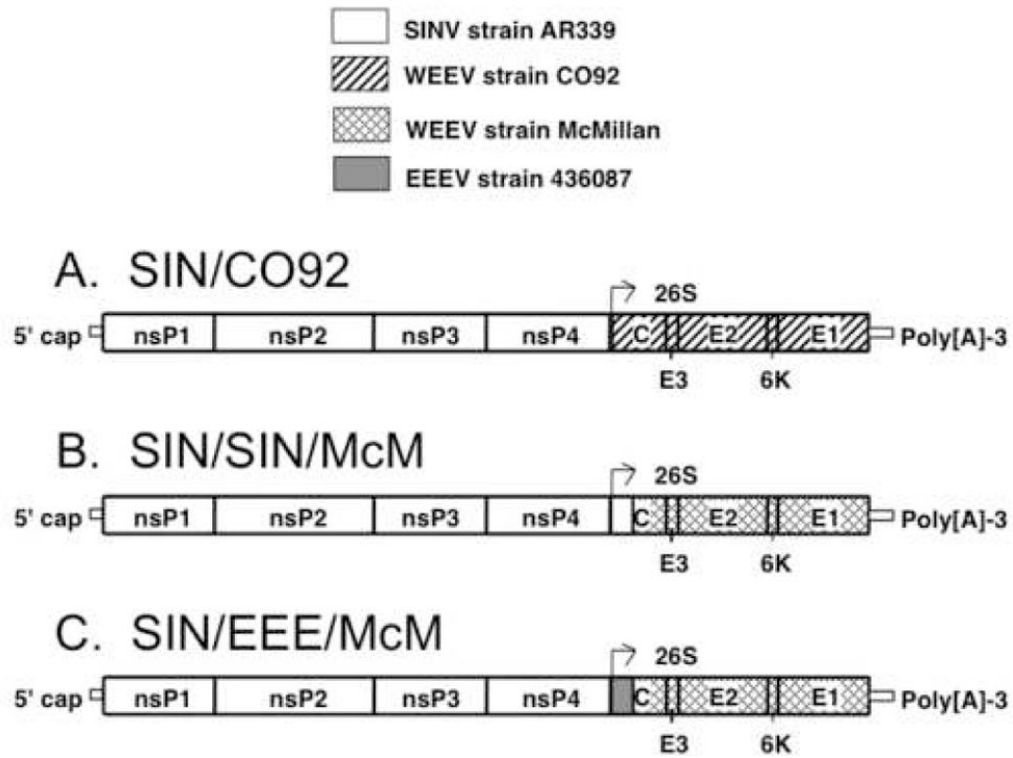 SINV strain AR339
WEEV strain CO92
WEEV strain McMillan
EEEV strain 436087
A. SIN/CO92
26S
5' cap nsP1 nsP2 nsP3 nsP4 C E2 E1 Poly[A]-3
E3 6K
B. SIN/SIN/McM
26S
5' cap nsP1 nsP2 nsP3 nsP4 C E2 E1 Poly[A]-3
E3 6K
C. SIN/EEE/McM
26S
5' cap nsP1 nsP2 nsP3 nsP4 C E2 E1 Poly[A]-3
E3 6K